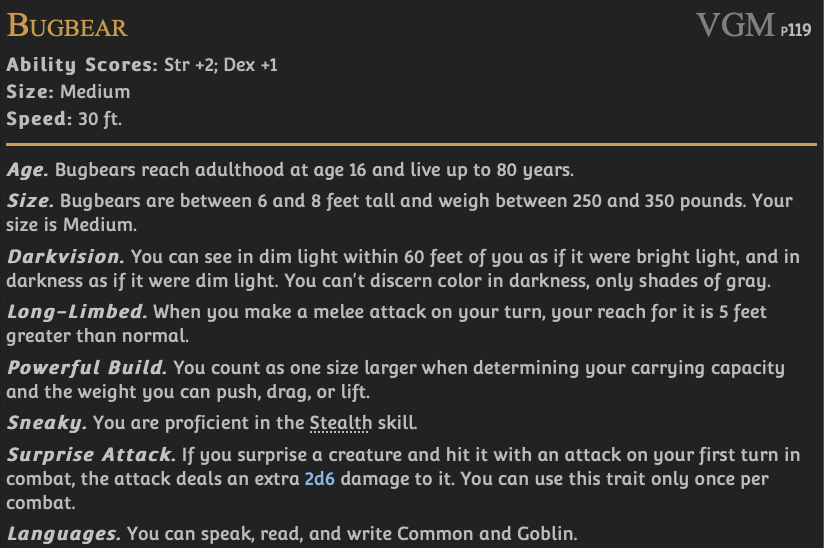 Bugbear VGM p119
Ability Scores: Str +2; Dex +1
Size: Medium
Speed: 30 ft.
Age. Bugbears reach adulthood at age 16 and live up to 80 years.
Size. Bugbears are between 6 and 8 feet tall and weigh between 250 and 350 pounds. Your
size is Medium.
Darkvision. You can see in dim light within 60 feet of you as if it were bright light, and in
darkness as if it were dim light. You can't discern color in darkness, only shades of gray.
Long-Limbed. When you make a melee attack on your turn, your reach for it is 5 feet
greater than normal.
Powerful Build. You count as one size larger when determining your carrying capacity
and the weight you can push, drag, or lift.
Sneaky. You are proficient in the Stealth skill.
Surprise Attack. If you surprise a creature and hit it with an attack on your first turn in
combat, the attack deals an extra 2d6 damage to it. You can use this trait only once per
combat.
Languages. You can speak, read, and write Common and Goblin.